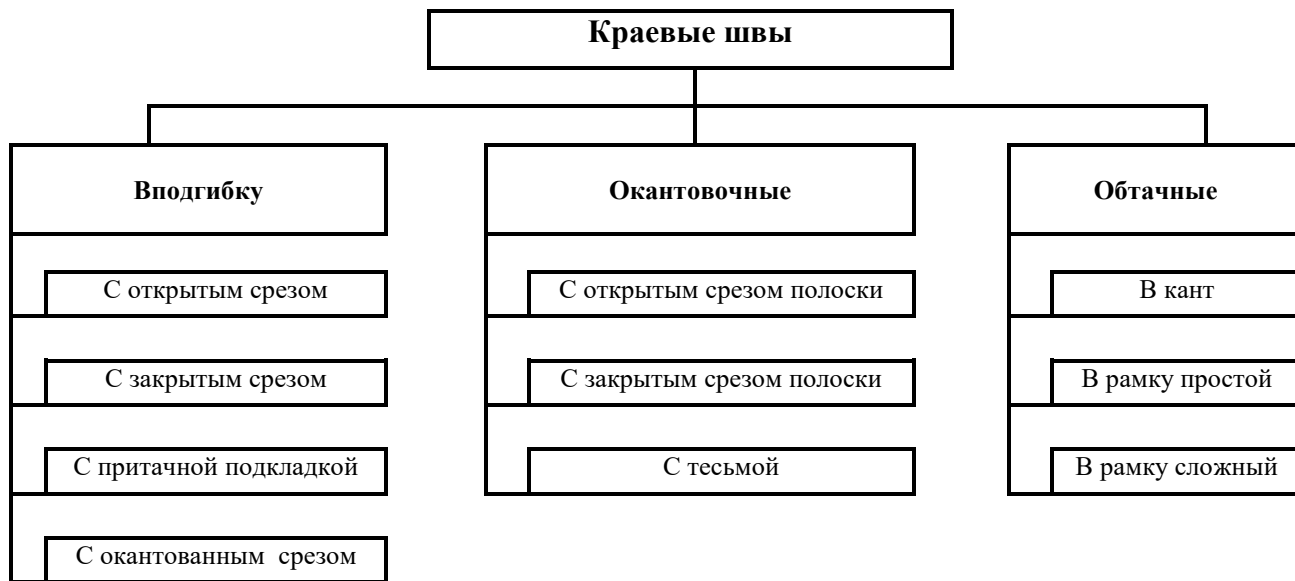 Краевые швы
Вподгибку
С открытым срезом
С закрытым срезом
С притачной подкладкой
С окантованным срезом
Окантовочные
С открытым срезом полоски
С закрытым срезом полоски
С тесьмой
Обтачные
В кант
В рамку простой
В рамку сложный